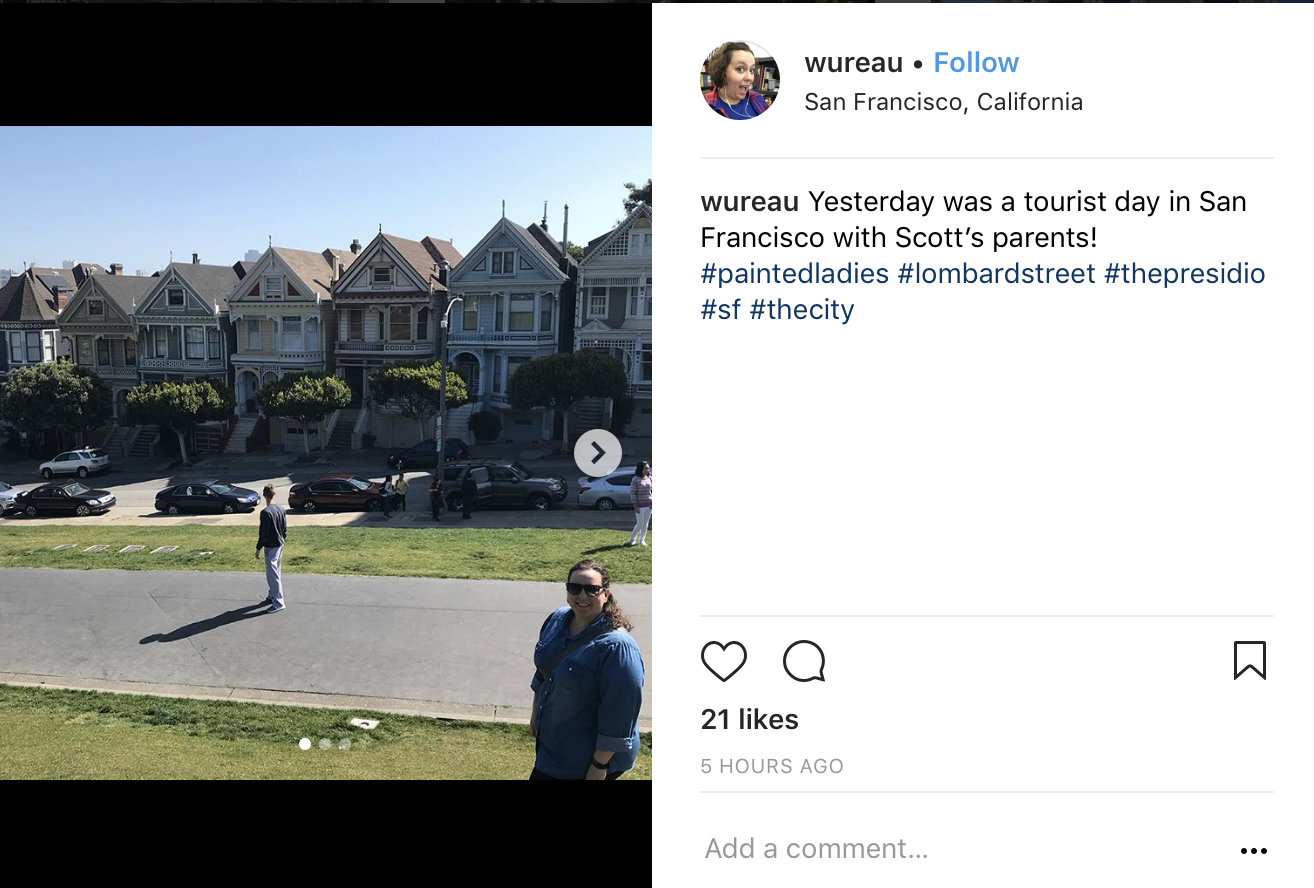 wureau • Follow
San Francisco, California
wureau Yesterday was a tourist day in San
Francisco with Scott’s parents!
#paintedladies #lombardstreet #thepresidio
#sf #thecity
21 likes
5 HOURS AGO
Add a comment...